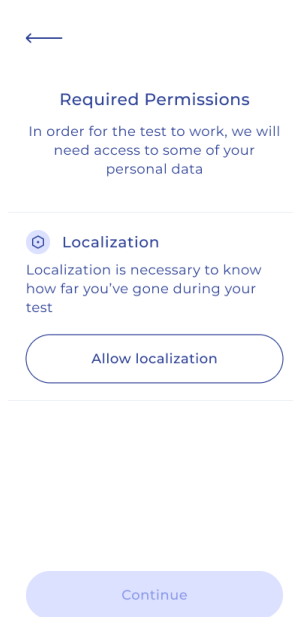 Required Permissions
In order for the test to work, we will
need access to some of your
personal data
Localization
Localization is necessary to know
how far you've gone during your
test
Allow localization
Continue